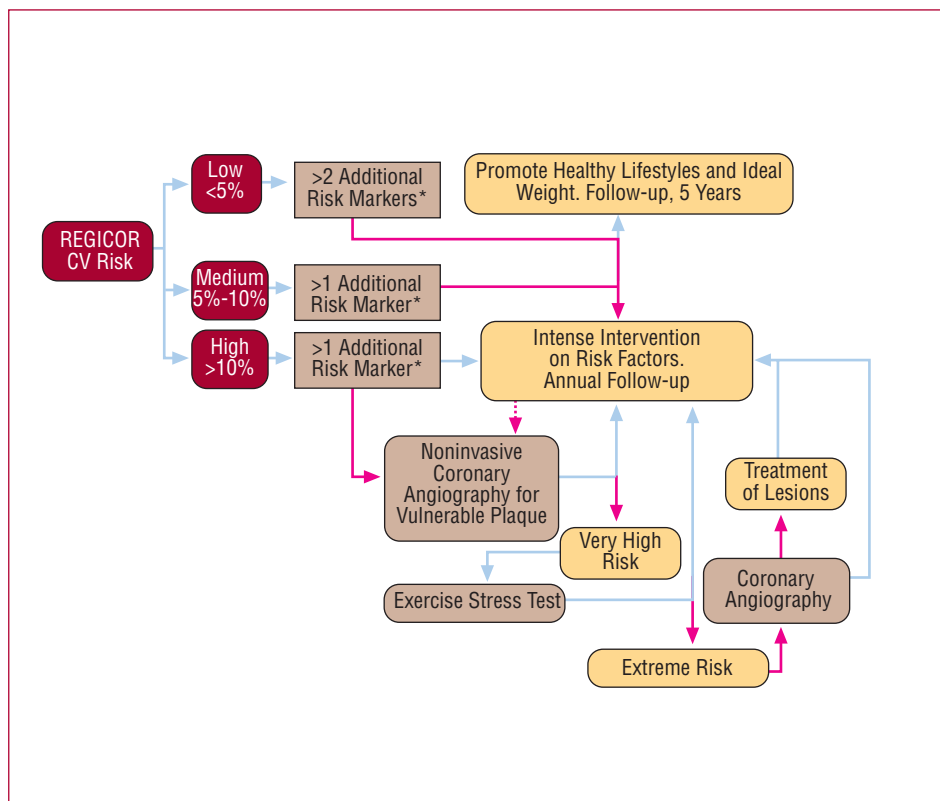 Low
<5%
>2 Additional
Risk Markers*
Promote Healthy Lifestyles and Ideal
Weight. Follow-up, 5 Years
REGICOR
CV Risk
Medium
5%-10%
>1 Additional
Risk Marker*
High
>10%
>1 Additional
Risk Marker*
Intense Intervention
on Risk Factors.
Annual Follow-up
Noninvasive
Coronary
Angiography for
Vulnerable Plaque
Treatment
of Lesions
Very High
Risk
Exercise Stress Test
Coronary
Angiography
Extreme Risk